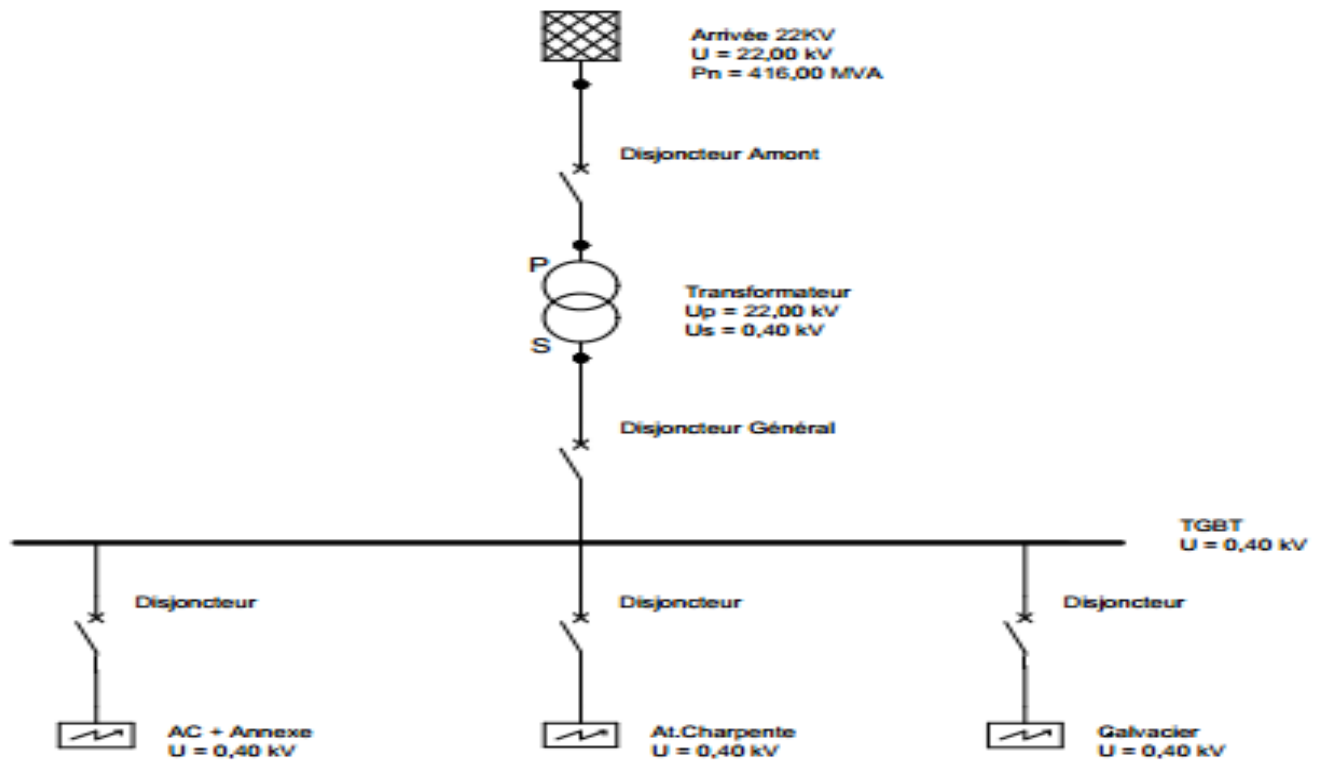 Arrivée 22KV
U = 22,00 kV
Pn = 416,00 MVA
Disjoncteur Amont
P
Transformateur
Up = 22,00 kV
Us = 0,40 kV
S
Disjoncteur Général
TGBT
U = 0,40 kV
Disjoncteur
Disjoncteur
Disjoncteur
AC + Annexe
U = 0,40 kV
At.Charpente
U = 0,40 kV
Galvacier
U = 0,40 kV